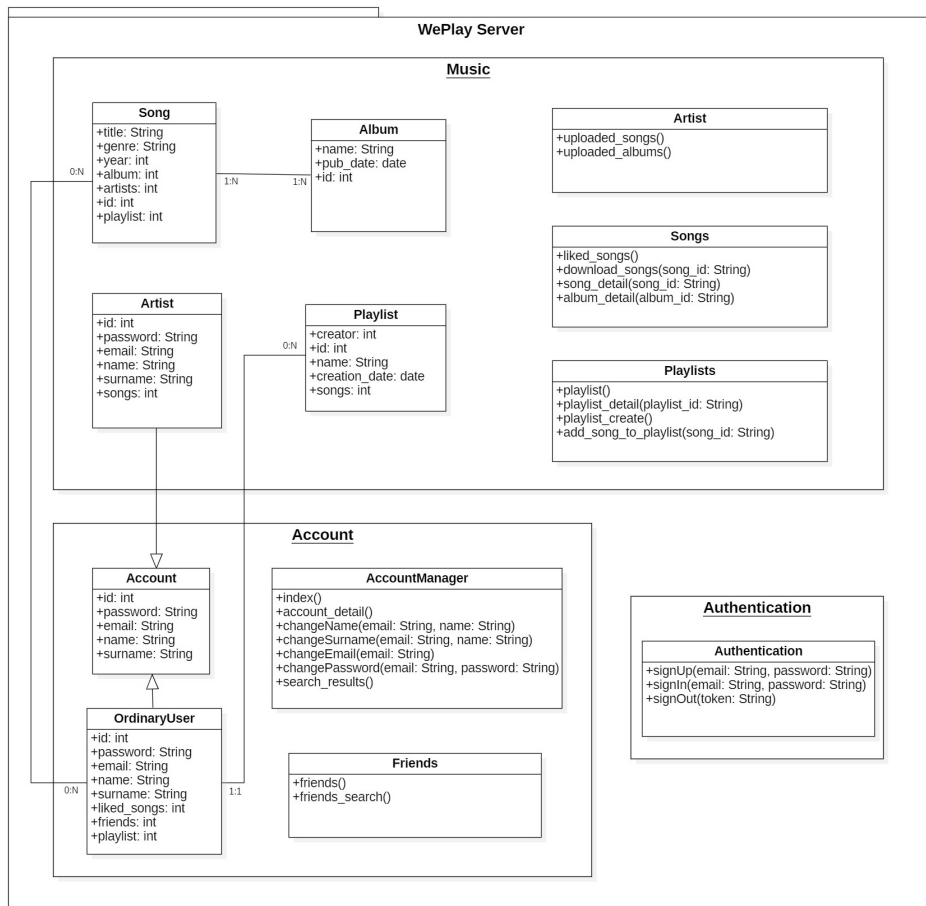 WePlay Server
Music
Song
+title: String
+genre: String
+year: int
+album: int
+artists: int
+id: int
+playlist: int
0:N
1:N
Album
+name: String
+pub_date: date
+id: int
1:N
Artist
+uploaded_songs()
+uploaded_albums()
Songs
+liked_songs()
+download_songs(song_id: String)
+song_detail(song_id: String)
+album_detail(album_id: String)
Artist
+id: int
+password: String
+email: String
+name: String
+surname: String
+songs: int
Playlist
+creator: int
+id: int
+name: String
+creation_date: date
+songs: int
0:N
Playlists
+playlist()
+playlist_detail(playlist_id: String)
+playlist_create()
+add_song_to_playlist(song_id: String)
Account
Account
+id: int
+password: String
+email: String
+name: String
+surname: String
AccountManager
+index()
+account_detail()
+changeName(email: String, name: String)
+changeSurname(email: String, name: String)
+changeEmail(email: String)
+changePassword(email: String, password: String)
+search_results()
OrdinaryUser
+id: int
+password: String
+email: String
+name: String
+surname: String
+liked_songs: int
+friends: int
+playlist: int
0:N
1:1
Friends
+friends()
+friends_search()
Authentication
Authentication
+signUp(email: String, password: String)
+signIn(email: String, password: String)
+signOut(token: String)